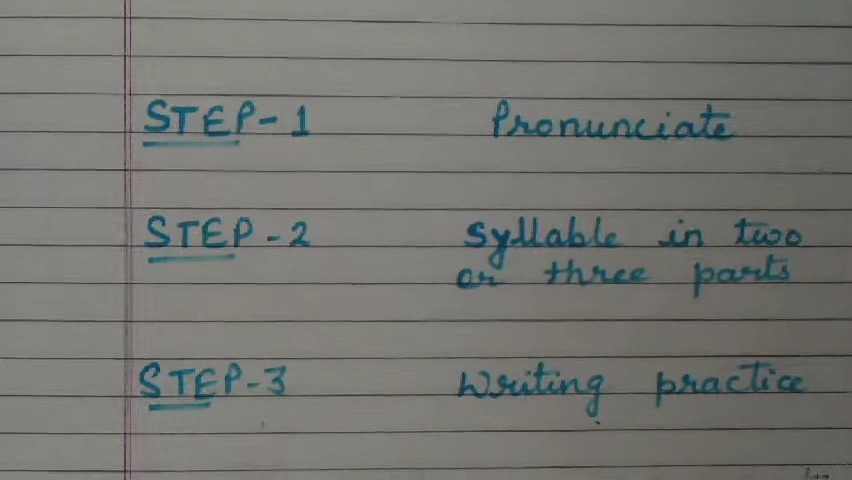 STEP-1 Pronunciate
STEP-2 Syllable in two
or three parts
STEP-3 Writing practice